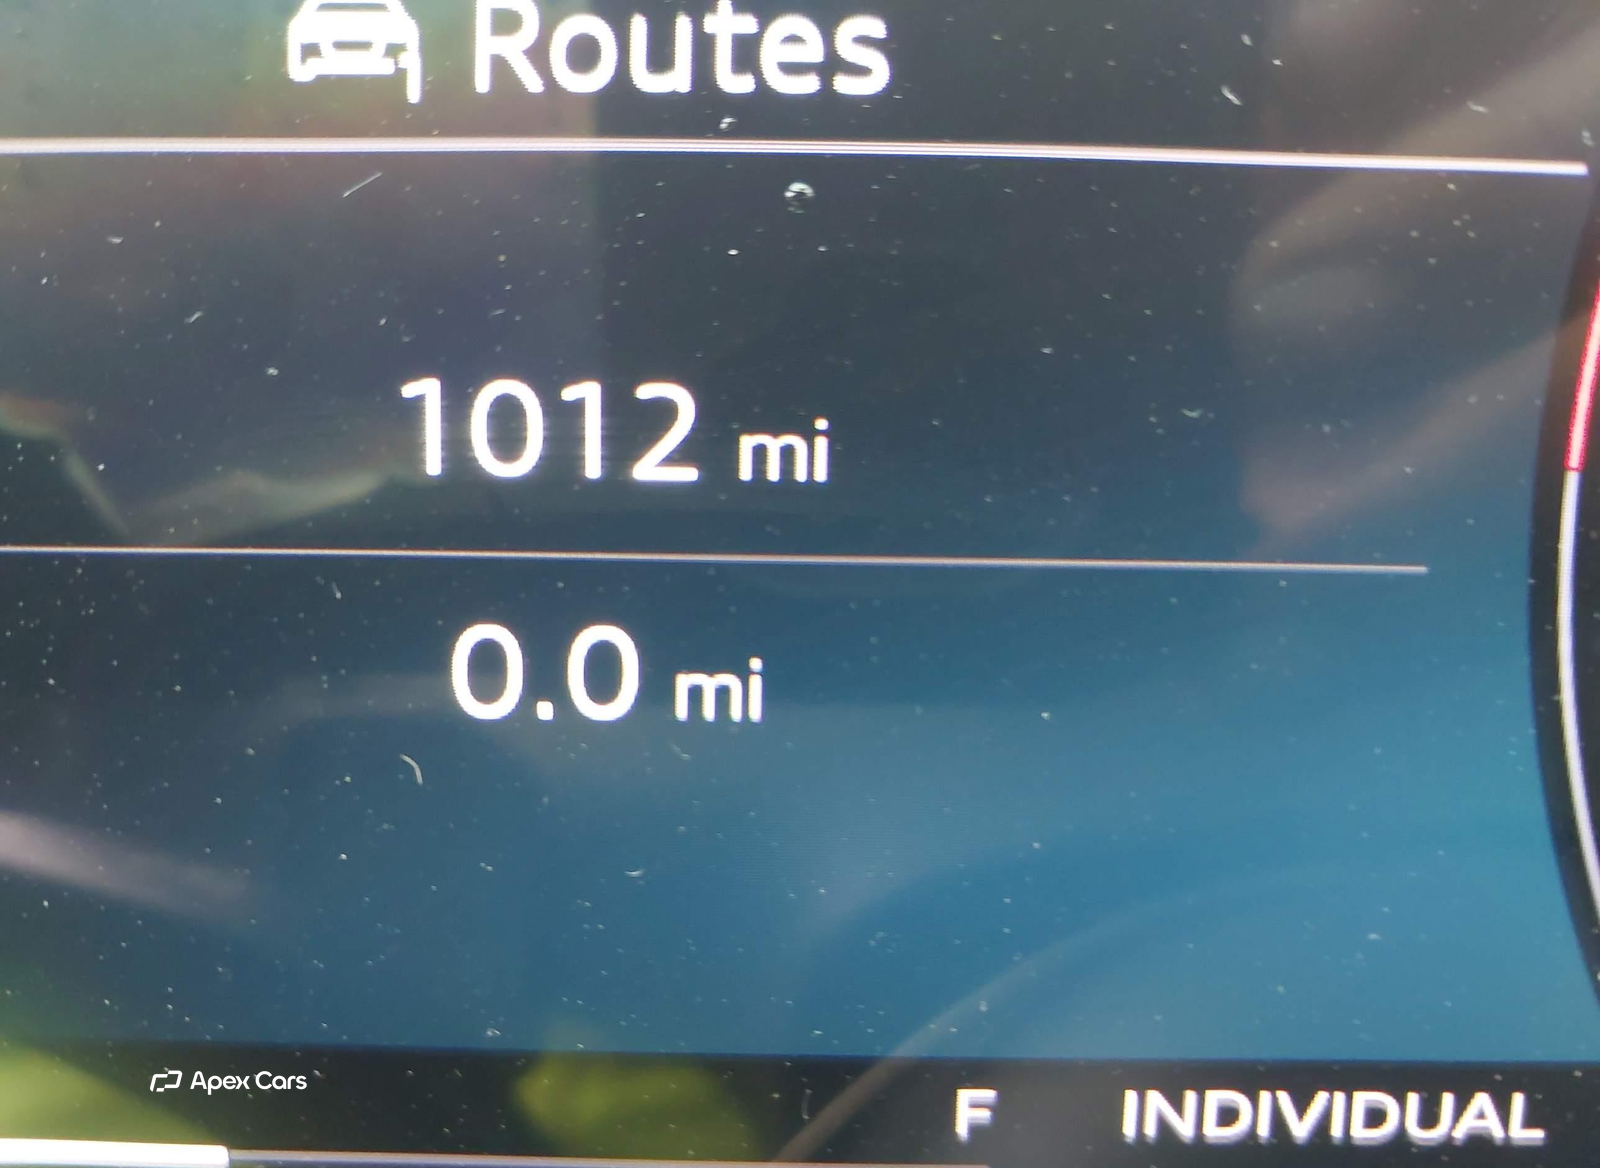 Routes
1012 mi
0.0 mi
Apex Cars
F INDIVIDUAL